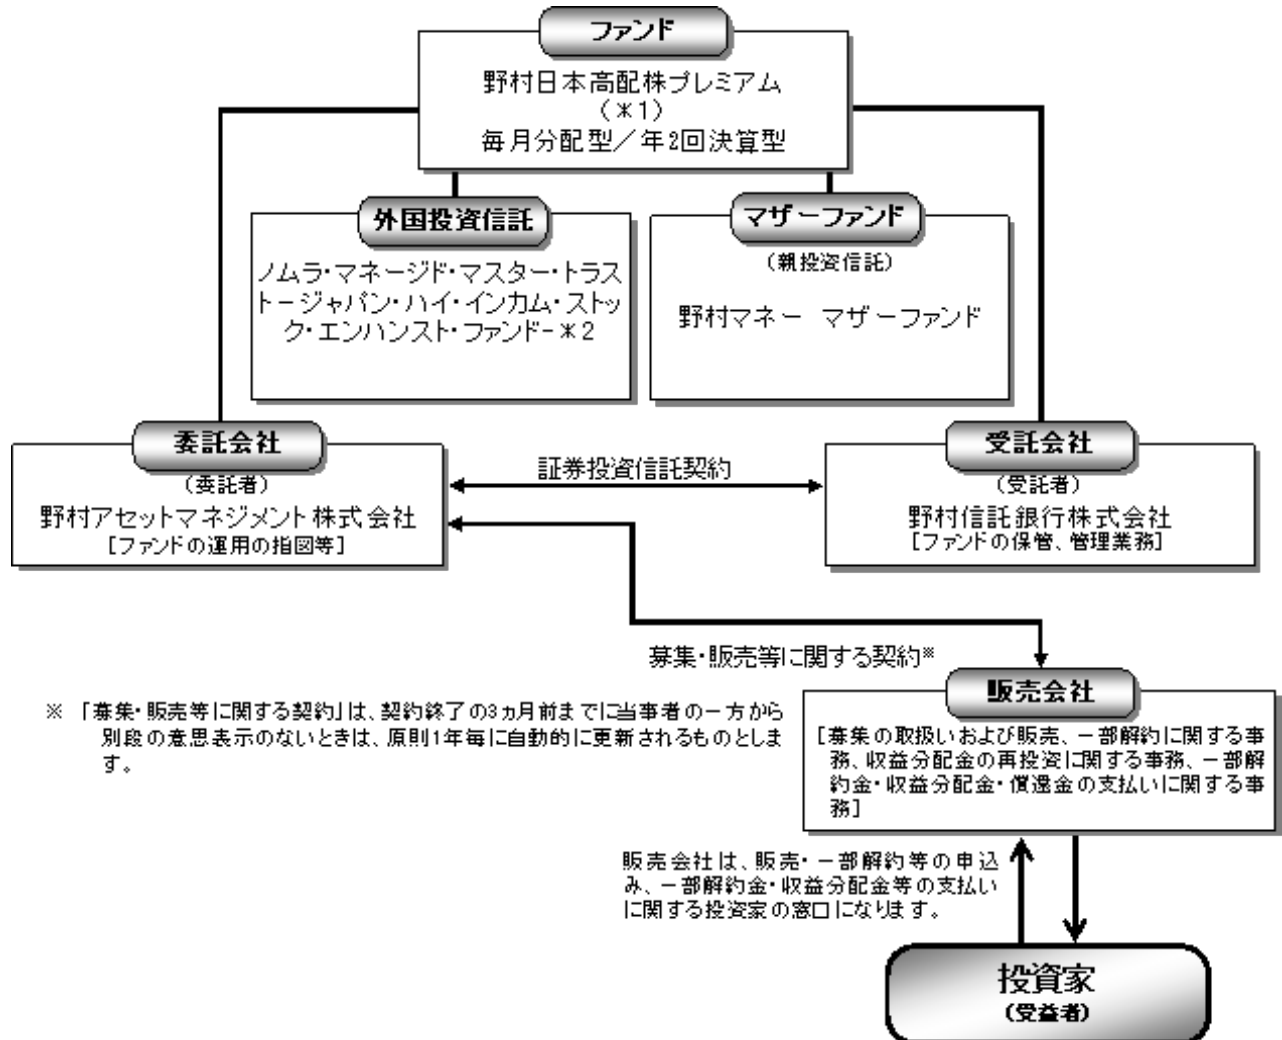 ファンド
野村日本高配株プレミアム
（＊1）
毎月分配型／年2回決算型
外国投資信託
ノムラ・マネージド・マスター・トラス
ト－ジャパン・ハイ・インカム・ストッ
ク・エンハンスト・ファンド－＊2
マザーファンド
（親投資信託）
野村マネー　マザーファンド
委託会社
（委託者）
野村アセットマネジメント株式会社
［ファンドの運用の指図等］
証券投資信託契約
受託会社
（受託者）
野村信託銀行株式会社
［ファンドの保管、管理業務］
募集・販売等に関する契約※
※　「募集・販売等に関する契約」は、契約終了の3ヵ月前までに当事者の一方から
別段の意思表示のないときは、原則1年毎に自動的に更新されるものとしま
す。
販売会社
［募集の取扱いおよび販売、一部解約に関する事
務、収益分配金の再投資に関する事務、一部解
約金・収益分配金・償還金の支払いに関する事
務］
販売会社は、販売・一部解約等の申込
み、一部解約金・収益分配金等の支払い
に関する投資家の窓口になります。
投資家
（受益者）